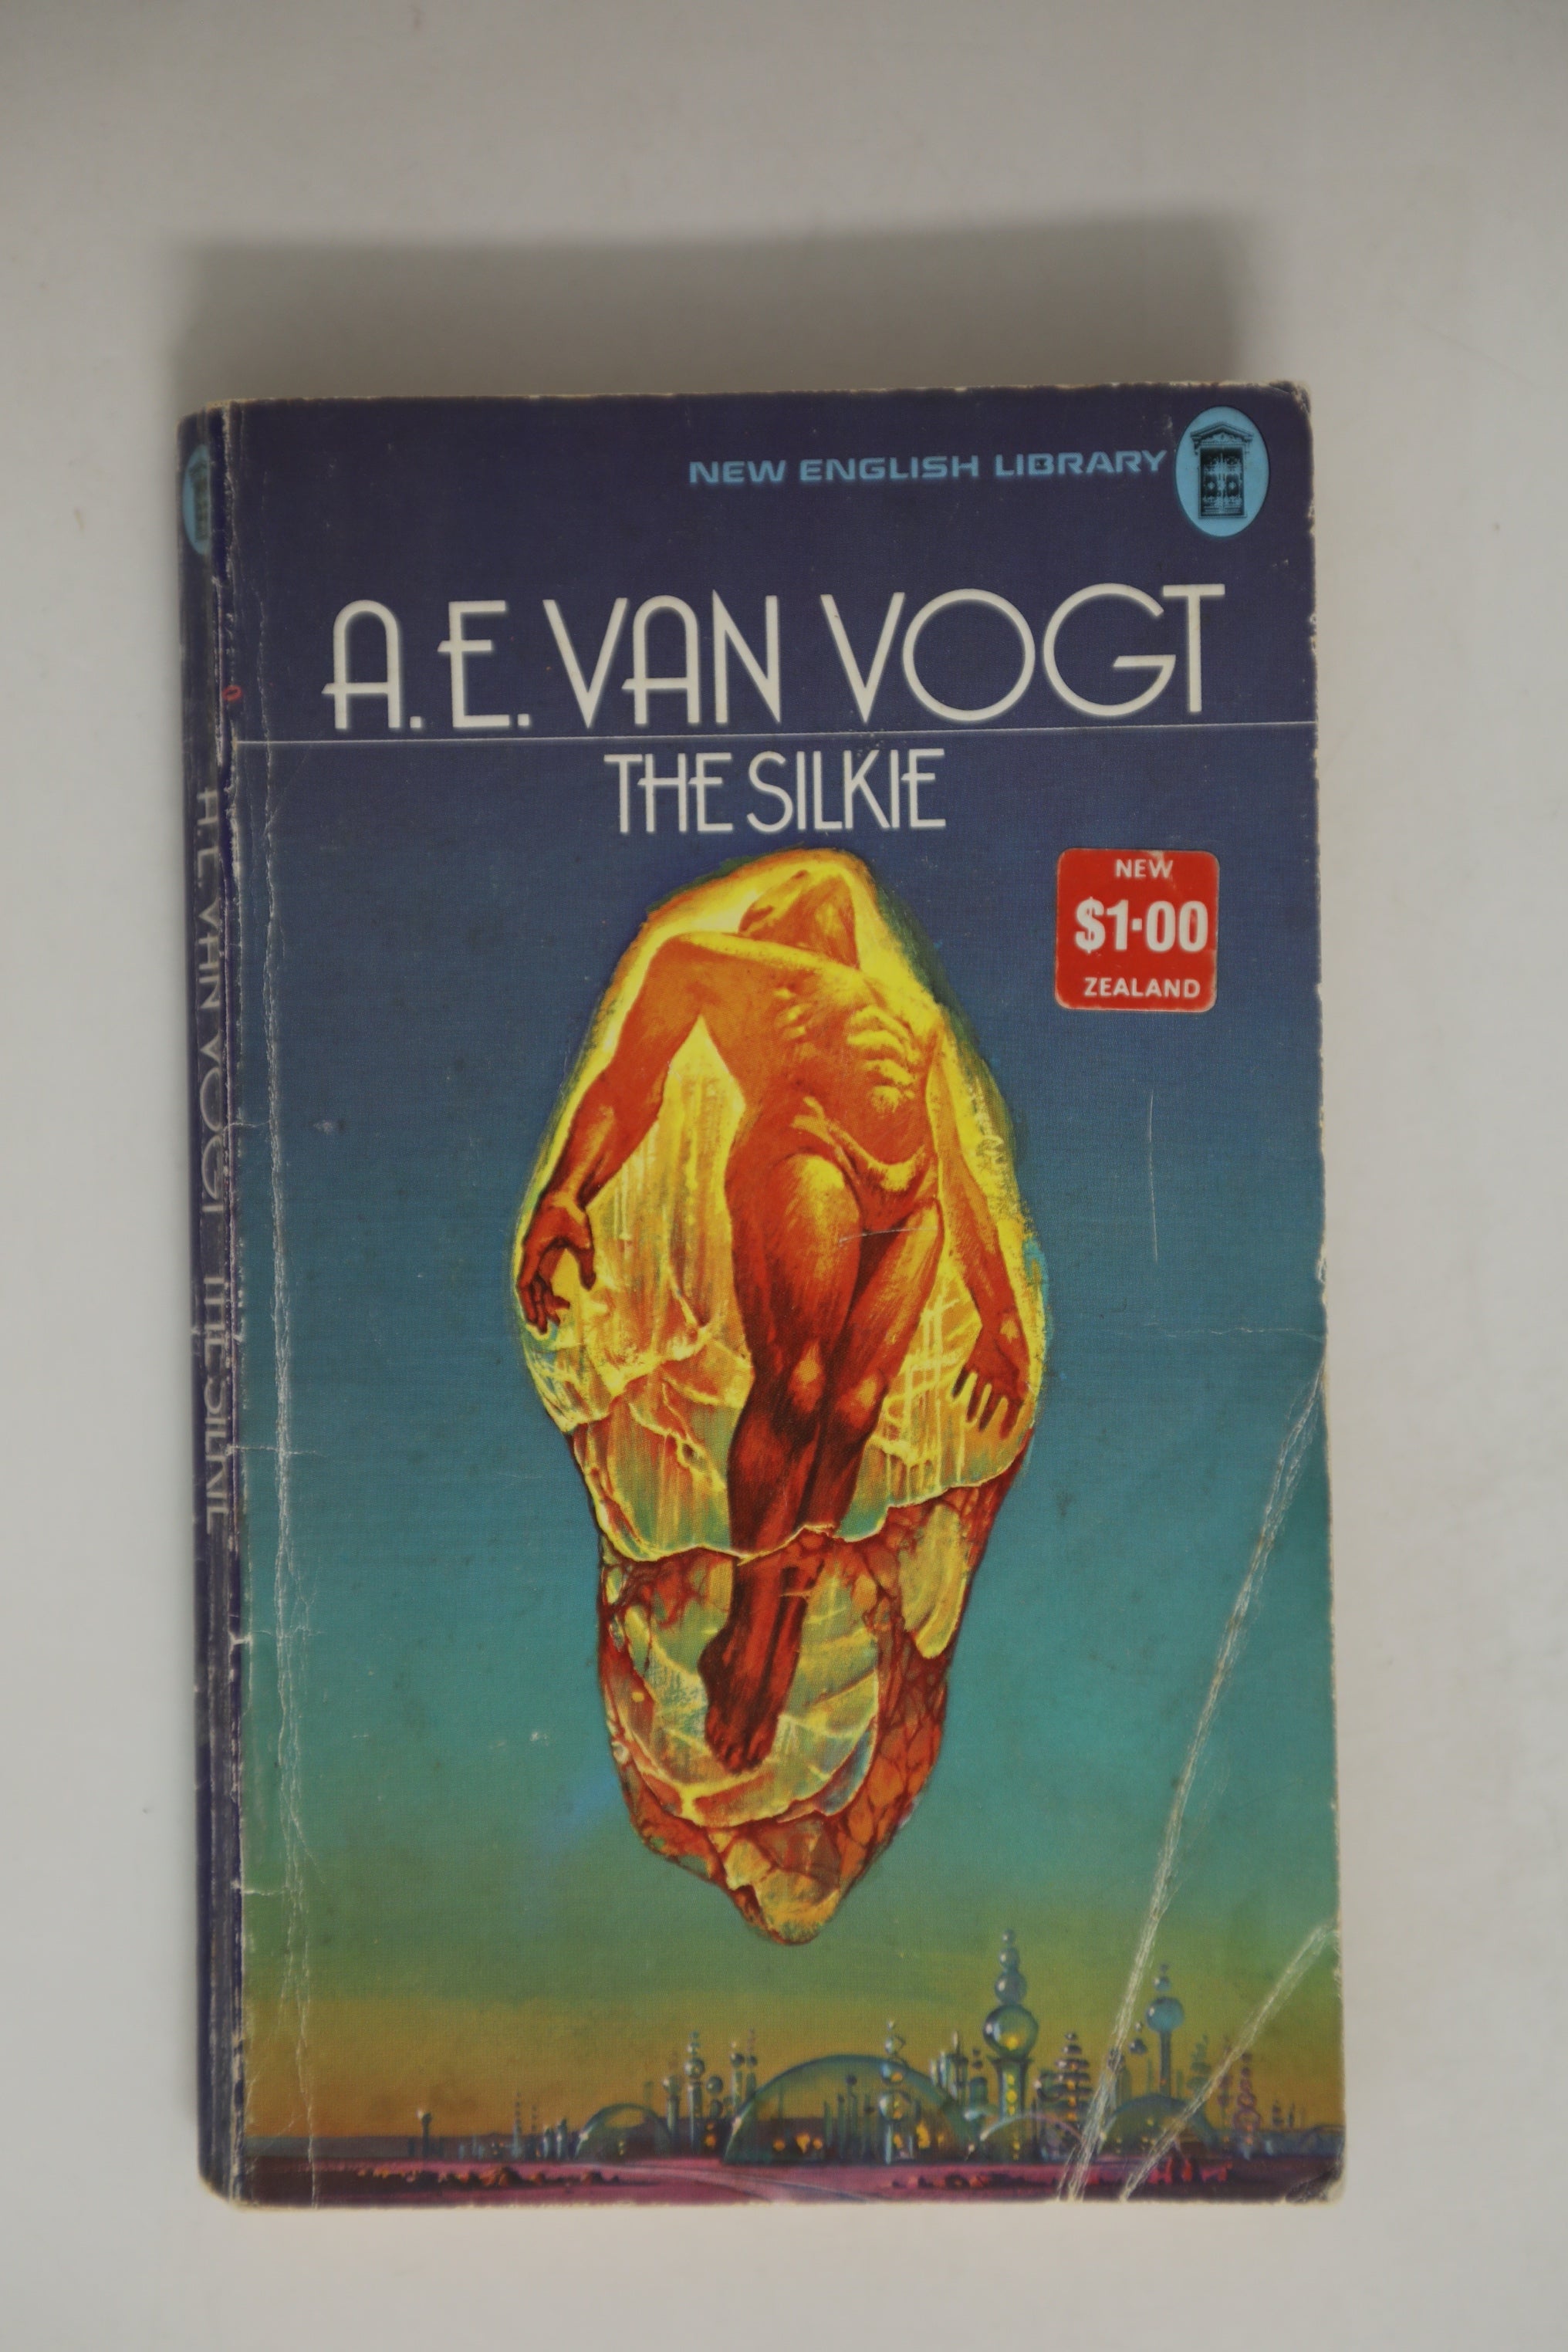 NEW ENGLISH LIBRARY
A. E. VAN VOGT
THE SILKIE
NEW
$1·00
ZEALAND
A. E. VAN VOGT THE SILKIE